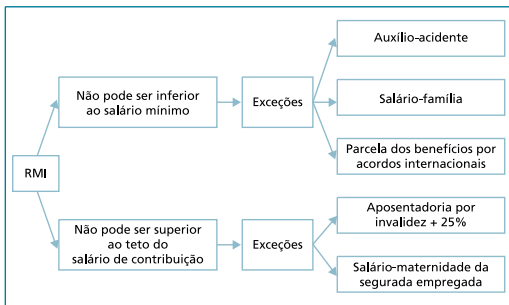 RMI
Não pode ser inferior
ao salário mínimo
Exceções
Auxílio-acidente
Salário-família
Parcela dos benefícios por
acordos internacionais
Não pode ser superior
ao teto do
salário de contribuição
Exceções
Aposentadoria por
invalidez + 25%
Salário-maternidade da
segurada empregada